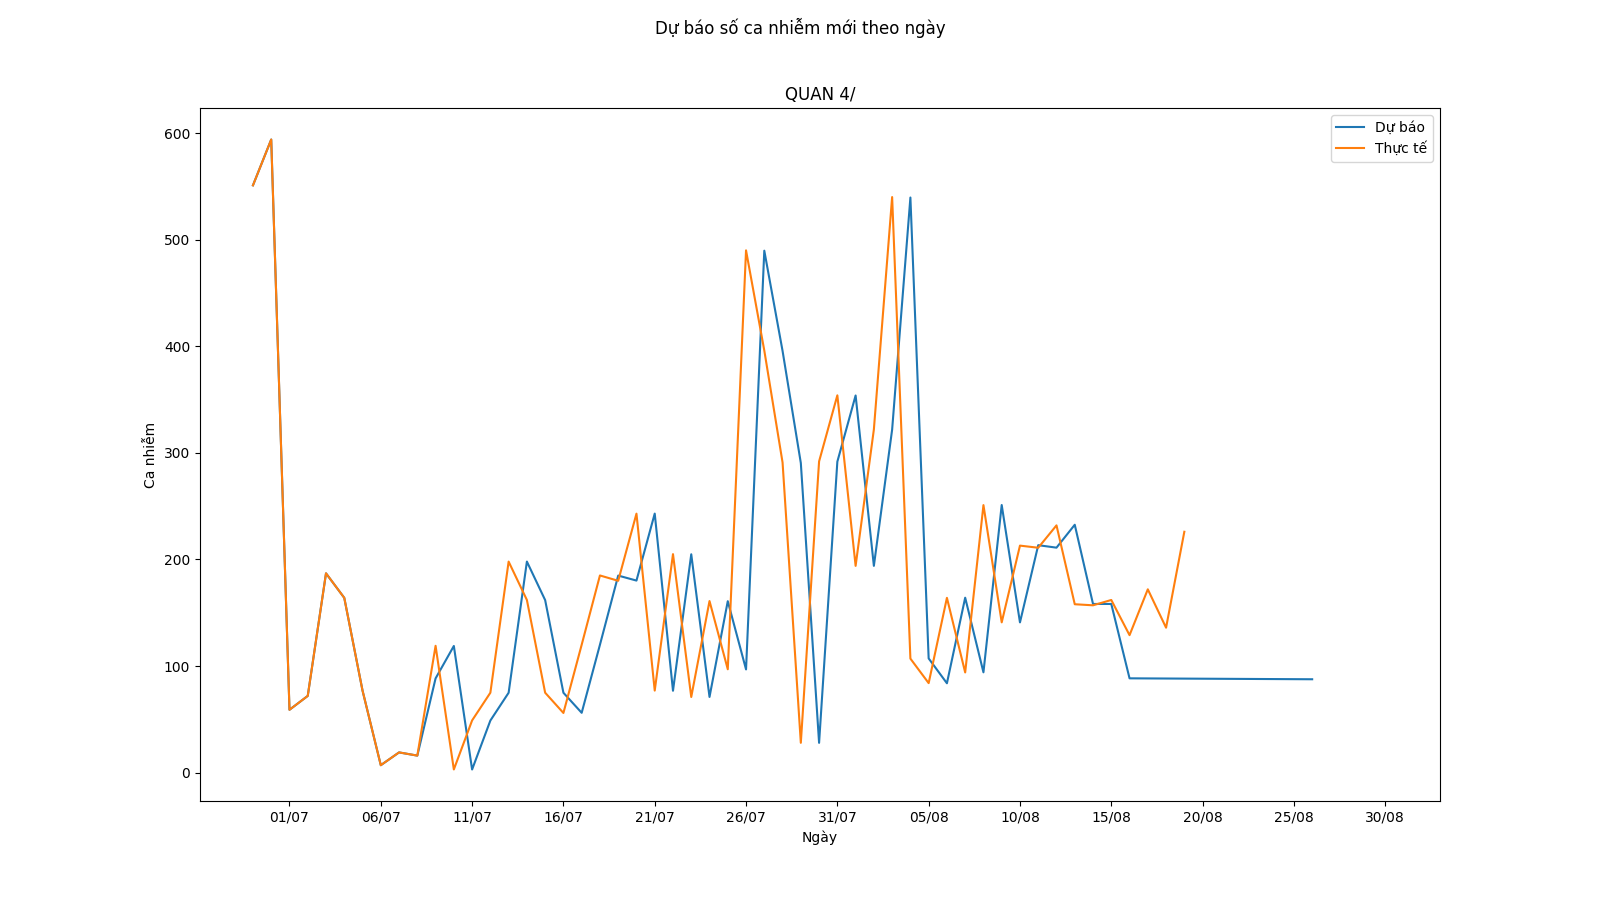 Dự báo số ca nhiễm mới theo ngày
QUAN 4/
Dự báo
Thực tế
600
500
400
300
200
100
0
Ca nhiễm
01/07 06/07 11/07 16/07 21/07 26/07 31/07 05/08 10/08 15/08 20/08 25/08 30/08
Ngày